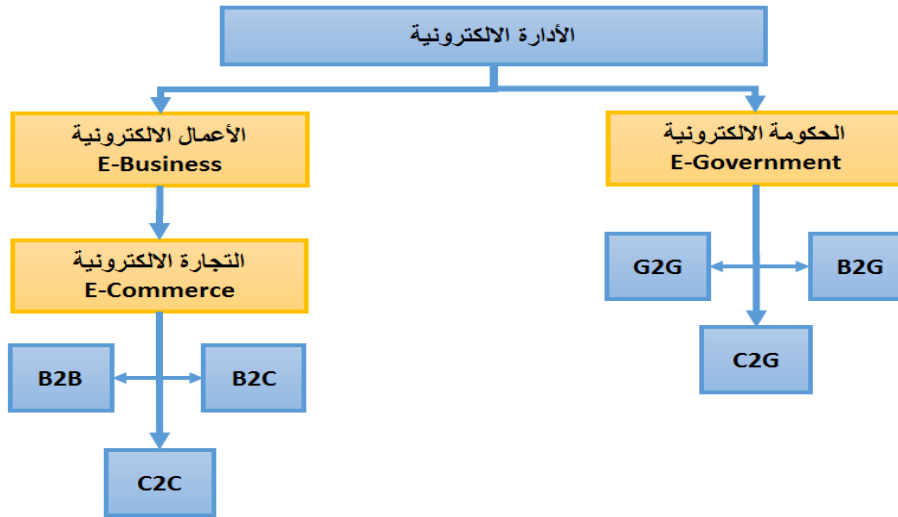 الأدارة الالكترونية
الأعمال الالكترونية
E-Business
الحكومة الالكترونية
E-Government
التجارة الالكترونية
E-Commerce
G2G
B2G
B2B
B2C
C2G
C2C